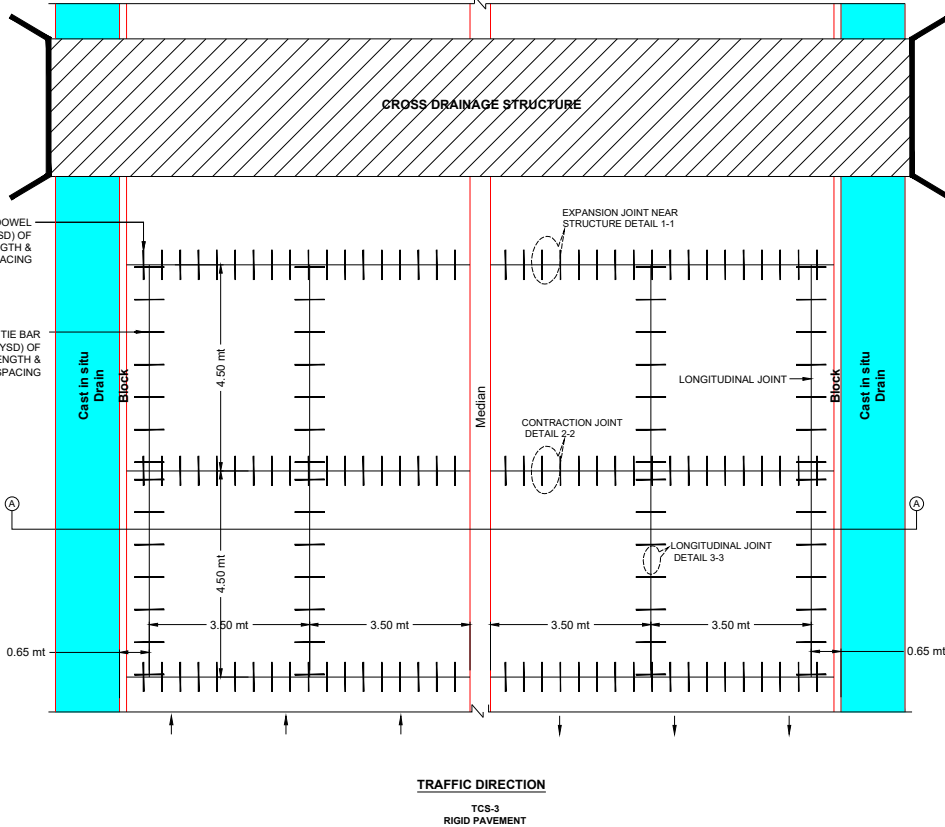 CROSS DRAINAGE STRUCTURE
DOWEL
SD) OF
GTH &
ACING
EXPANSION JOINT NEAR
STRUCTURE DETAIL 1-1
TIE BAR
YSD) OF
ENGTH &
SPACING
4.50 mt
Cast in situ
Drain
Block
Median
LONGITUDINAL JOINT
Block
Cast in situ
Drain
CONTRACTION JOINT
DETAIL 2-2
A
A
4.50 mt
LONGITUDINAL JOINT
DETAIL 3-3
3.50 mt
3.50 mt
3.50 mt
3.50 mt
0.65 mt
0.65 mt
TRAFFIC DIRECTION
TCS-3
RIGID PAVEMENT